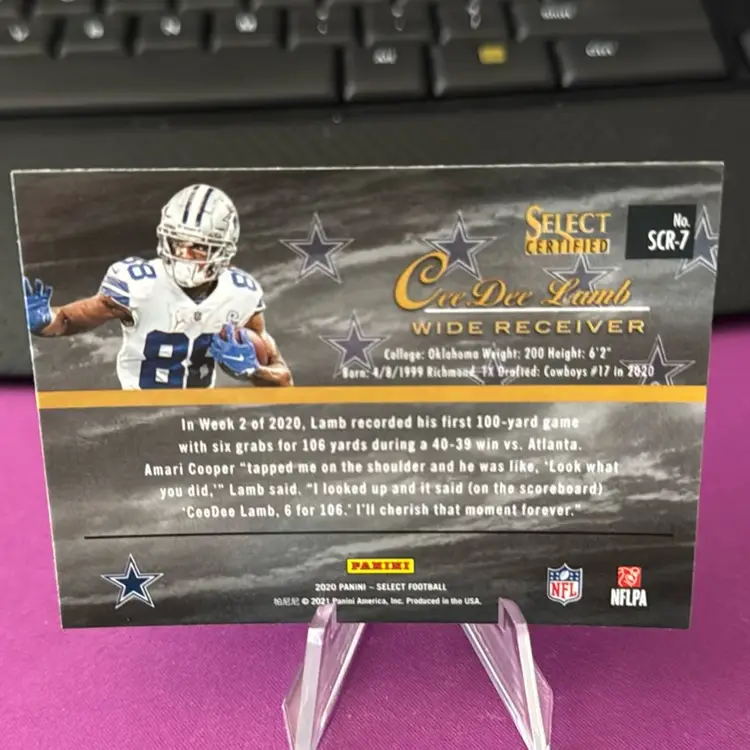 SELECT
CERTIFIED
No.
SCR-7
CeeDee Lamb
WIDE RECEIVER
College: Oklahoma Weight: 200 Height: 6'2"
Born: 4/8/1999 Richmond, TX Drafted: Cowboys #17 in 2020
88
88
In Week 2 of 2020, Lamb recorded his first 100-yard game
with six grabs for 106 yards during a 40-39 win vs. Atlanta.
Amari Cooper "tapped me on the shoulder and he was like, 'Look what
you did,'" Lamb said. "I looked up and it said (on the scoreboard)
'CeeDee Lamb, 6 for 106.' I'll cherish that moment forever."
PANINI
2020 PANINI – SELECT FOOTBALL
帕尼尼 © 2021 Panini America, Inc. Produced in the USA.
NFL
NFLPA